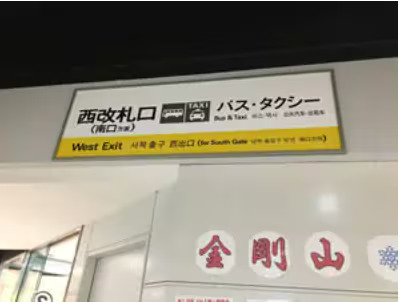 西改札口
(南口方面)
TAXI
バス・タクシー
Bus & Taxi
West Exit 서쪽출구 西出口 (for South Gate
金剛山